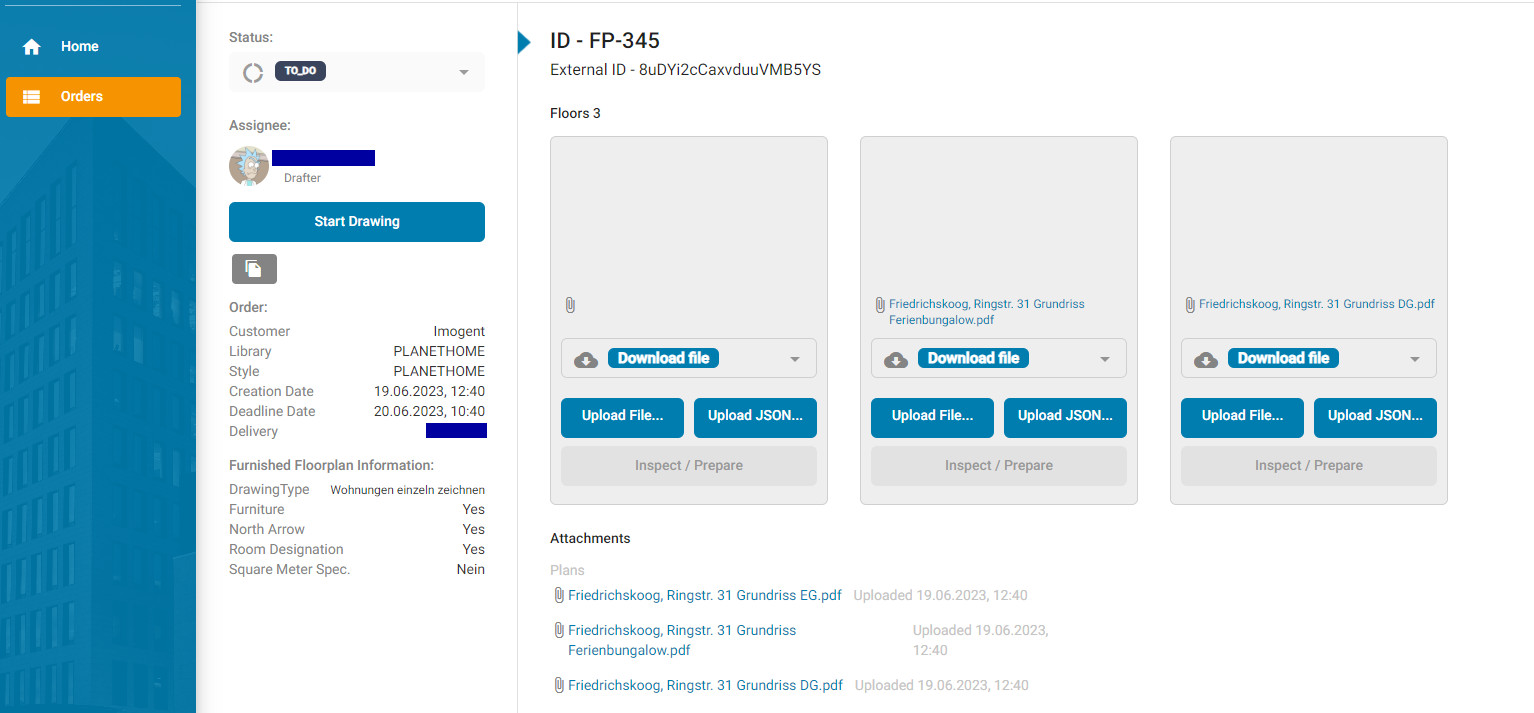 Home
Orders
Status:
TO_DO
Assignee:
Drafter
Start Drawing
Order:
Customer Imogent
Library PLANETHOME
Style PLANETHOME
Creation Date 19.06.2023, 12:40
Deadline Date 20.06.2023, 10:40
Delivery
Furnished Floorplan Information:
DrawingType Wohnungen einzeln zeichnen
Furniture Yes
North Arrow Yes
Room Designation Yes
Square Meter Spec. Nein
ID - FP-345
External ID - 8uDYi2cCaxvduuVMB5YS
Floors 3
Download file
Upload File...
Upload JSON...
Inspect / Prepare
Friedrichskoog, Ringstr. 31 Grundriss
Ferienbungalow.pdf
Download file
Upload File...
Upload JSON...
Inspect / Prepare
Friedrichskoog, Ringstr. 31 Grundriss DG.pdf
Download file
Upload File...
Upload JSON...
Inspect / Prepare
Attachments
Plans
Friedrichskoog, Ringstr. 31 Grundriss EG.pdf Uploaded 19.06.2023, 12:40
Friedrichskoog, Ringstr. 31 Grundriss
Ferienbungalow.pdf
Uploaded 19.06.2023,
12:40
Friedrichskoog, Ringstr. 31 Grundriss DG.pdf Uploaded 19.06.2023, 12:40